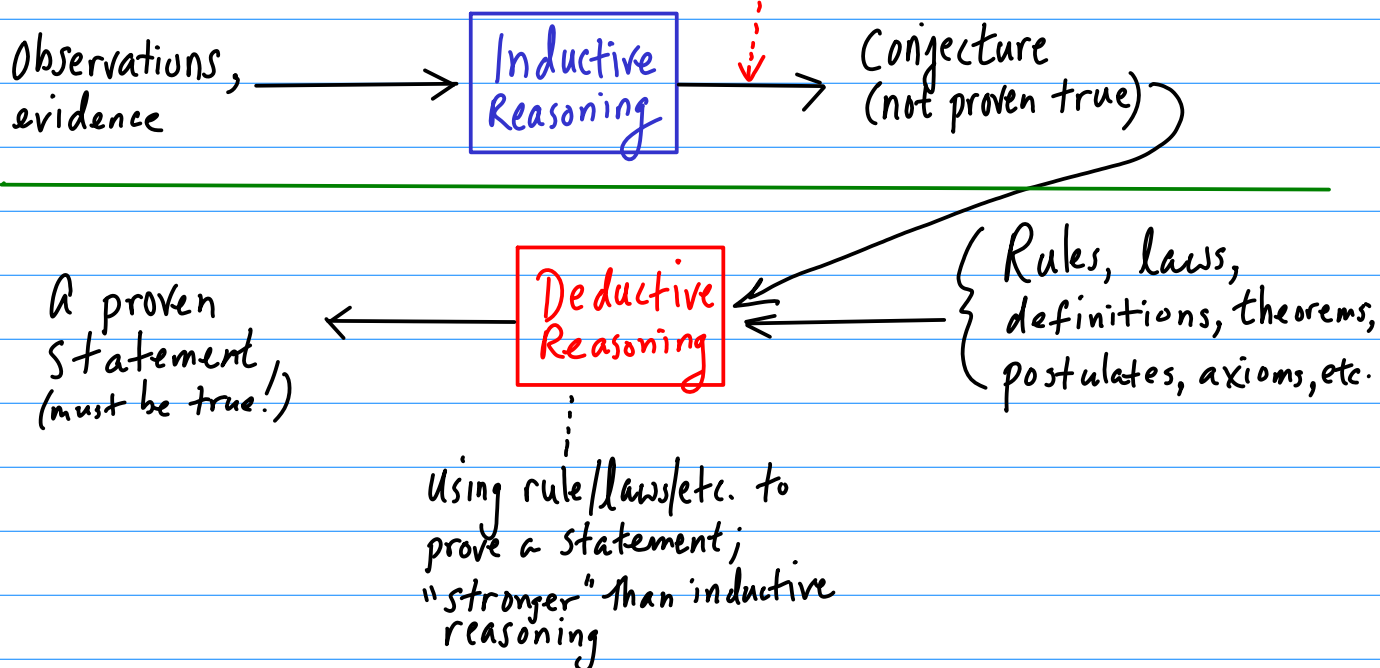 Observations,
evidence
Inductive
Reasoning
Conjecture
(not proven true)
A proven
statement
(must be true!)
Deductive
Reasoning
Rules, laws,
definitions, theorems,
postulates, axioms, etc.
Using rule/laws/etc. to
prove a statement;
"stronger" than inductive
reasoning